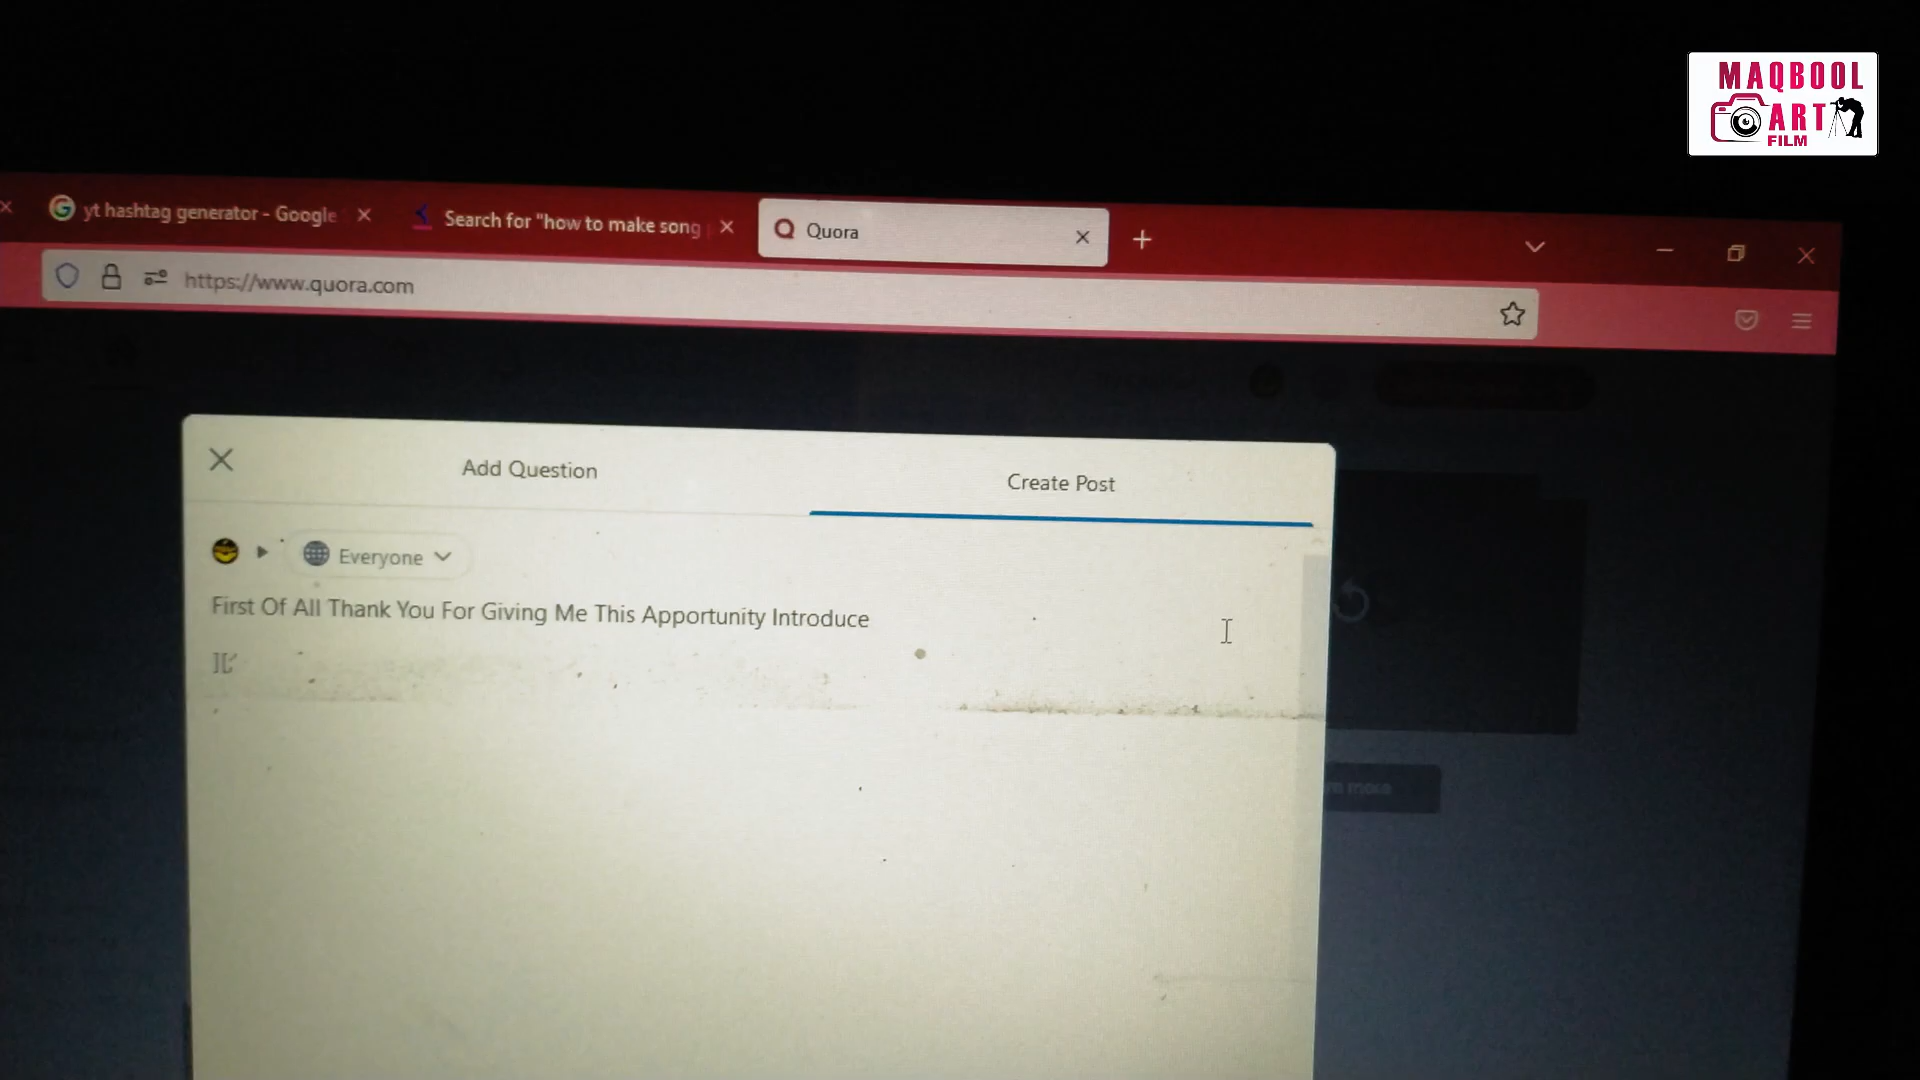 MAQBOOL
ART
FILM
yt hashtag generator - Google
Search for "how to make song
Quora
https://www.quora.com
Add Question
Create Post
Everyone
First Of All Thank You For Giving Me This Apportunity Introduce
more